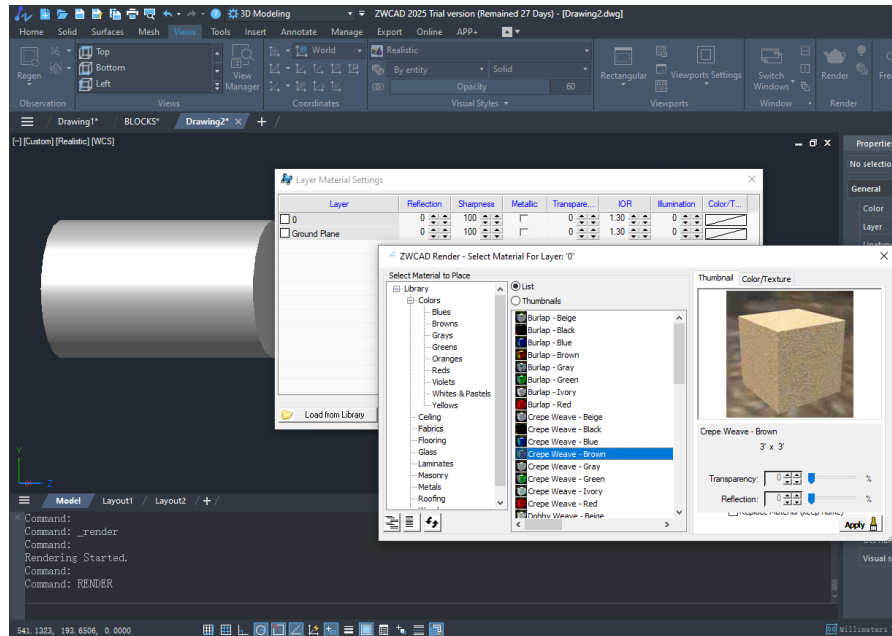 3D Modeling
ZWCAD 2025 Trial version (Remained 27 Days) - [Drawing2.dwg]
Home Solid Surfaces Mesh Views Tools Insert Annotate Manage Export Online APP+
Regen
Top
Bottom
Left
View
Manager
World
Realistic
By entity
Solid
Opacity
60
Rectangular
Viewports Settings
Switch
Windows
Render
Observation Views Coordinates Visual Styles Viewports Window Render
Drawing1* BLOCKS* Drawing2*
[-] [Custom] [Realistic] [WCS]
No selectio
General
Color
Layer
Layer Material Settings
Layer Reflection Sharpness Metallic Transpare... IOR Illumination Color/T...
0 0 100 0 1.30 0
Ground Plane 0 100 0 1.30 0
Load from Library
ZWCAD Render - Select Material For Layer: '0'
Select Material to Place
Library
Colors
Blues
Browns
Grays
Greens
Oranges
Reds
Violets
Whites & Pastels
Yellows
Ceiling
Fabrics
Flooring
Glass
Laminates
Masonry
Metals
Roofing
List
Thumbnails
Burlap - Beige
Burlap - Black
Burlap - Blue
Burlap - Brown
Burlap - Gray
Burlap - Green
Burlap - Ivory
Burlap - Red
Crepe Weave - Beige
Crepe Weave - Black
Crepe Weave - Blue
Crepe Weave - Brown
Crepe Weave - Gray
Crepe Weave - Green
Crepe Weave - Ivory
Crepe Weave - Red
Dobby Weave - Beige
Thumbnail Color/Texture
Crepe Weave - Brown
3' x 3'
Transparency: 0 %
Reflection: 0 %
Replace Material (keep name)
Apply
Visual s
Y
Z
Model Layout1 Layout2
Command:
Command: _render
Command:
Rendering Started.
Command:
Command: RENDER
541.1323, 193.6506, 0.0000
Millimeters